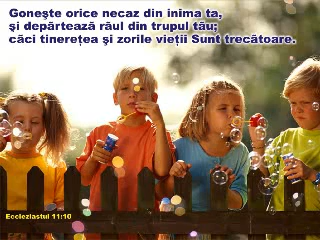 Goneşte orice necaz din inima ta,
şi depărtează răul din trupul tău;
căci tinereţea şi zorile vieţii Sunt trecătoare.
Eccleziastul 11:10